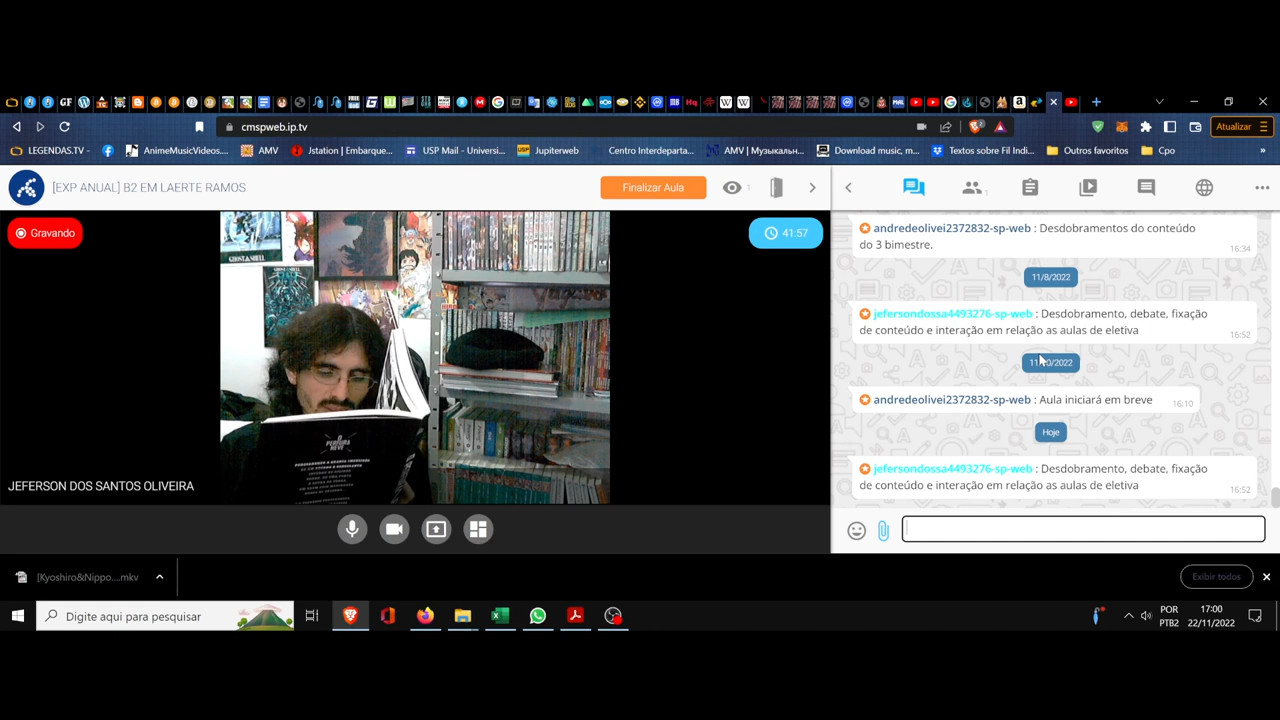 cmspweb.ip.tv
Atualizar
LEGENDAS.TV
AnimeMusicVideos...
AMV
Jstation | Embarque...
USP Mail - Universi...
Jupiterweb
Centro Interdeparta...
AMV | Музыкальн...
Download music, m...
Textos sobre Fil Indi...
Outros favoritos
Cpo
[EXP ANUAL] B2 EM LAERTE RAMOS
Finalizar Aula
1
1
Gravando
41:57
JEFERSON DOS SANTOS OLIVEIRA
andredeolivei2372832-sp-web : Desdobramentos do conteúdo
do 3 bimestre.
16:34
11/8/2022
jefersondossa4493276-sp-web : Desdobramento, debate, fixação
de conteúdo e interação em relação as aulas de eletiva
16:52
andredeolivei2372832-sp-web : Aula iniciará em breve
16:10
Hoje
jefersondossa4493276-sp-web : Desdobramento, debate, fixação
de conteúdo e interação em relação as aulas de eletiva
16:52
[Kyoshiro&Nippo....mkv
Exibir todos
Digite aqui para pesquisar
POR
PTB2
17:00
22/11/2022